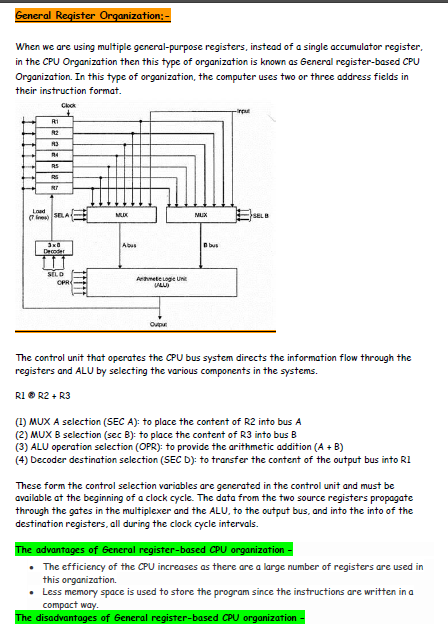 General Register Organization:-
When we are using multiple general-purpose registers, instead of a single accumulator register,
in the CPU Organization then this type of organization is known as General register-based CPU
Organization. In this type of organization, the computer uses two or three address fields in
their instruction format.
Clock
Input
R1
R2
R3
R4
R5
R6
R7
Load
(7 lines)
SEL A
MUX
MUX
SEL B
3 x 8
Decoder
A bus
B bus
SEL D
OPR
Arithmetic Logic Unit
(ALU)
Output
The control unit that operates the CPU bus system directs the information flow through the
registers and ALU by selecting the various components in the systems.
R1 ® R2 + R3
(1) MUX A selection (SEC A): to place the content of R2 into bus A
(2) MUX B selection (sec B): to place the content of R3 into bus B
(3) ALU operation selection (OPR): to provide the arithmetic addition (A + B)
(4) Decoder destination selection (SEC D): to transfer the content of the output bus into R1
These form the control selection variables are generated in the control unit and must be
available at the beginning of a clock cycle. The data from the two source registers propagate
through the gates in the multiplexer and the ALU, to the output bus, and into the into of the
destination registers, all during the clock cycle intervals.
The advantages of General register-based CPU organization -
• The efficiency of the CPU increases as there are a large number of registers are used in
this organization.
• Less memory space is used to store the program since the instructions are written in a
compact way.
The disadvantages of General register-based CPU organization -